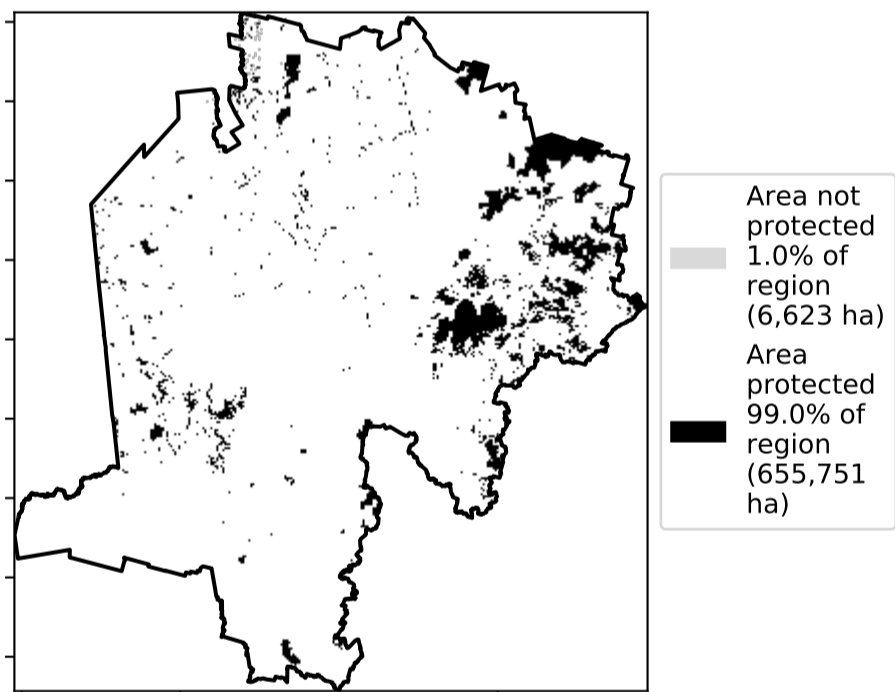 Area not
protected
1.0% of
region
(6,623 ha)
Area
protected
99.0% of
region
(655,751
ha)